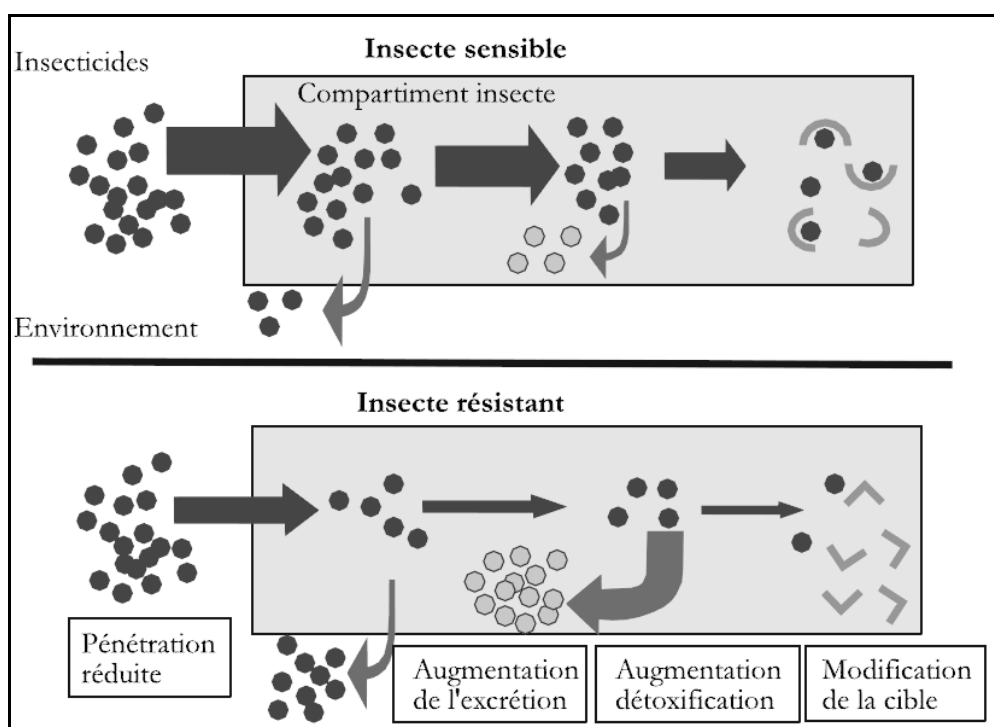 Insecte sensible
Insecticides
Compartiment insecte
Environnement
Insecte résistant
Pénétration
réduite
Augmentation
de l'excrétion
Augmentation
détoxification
Modification
de la cible